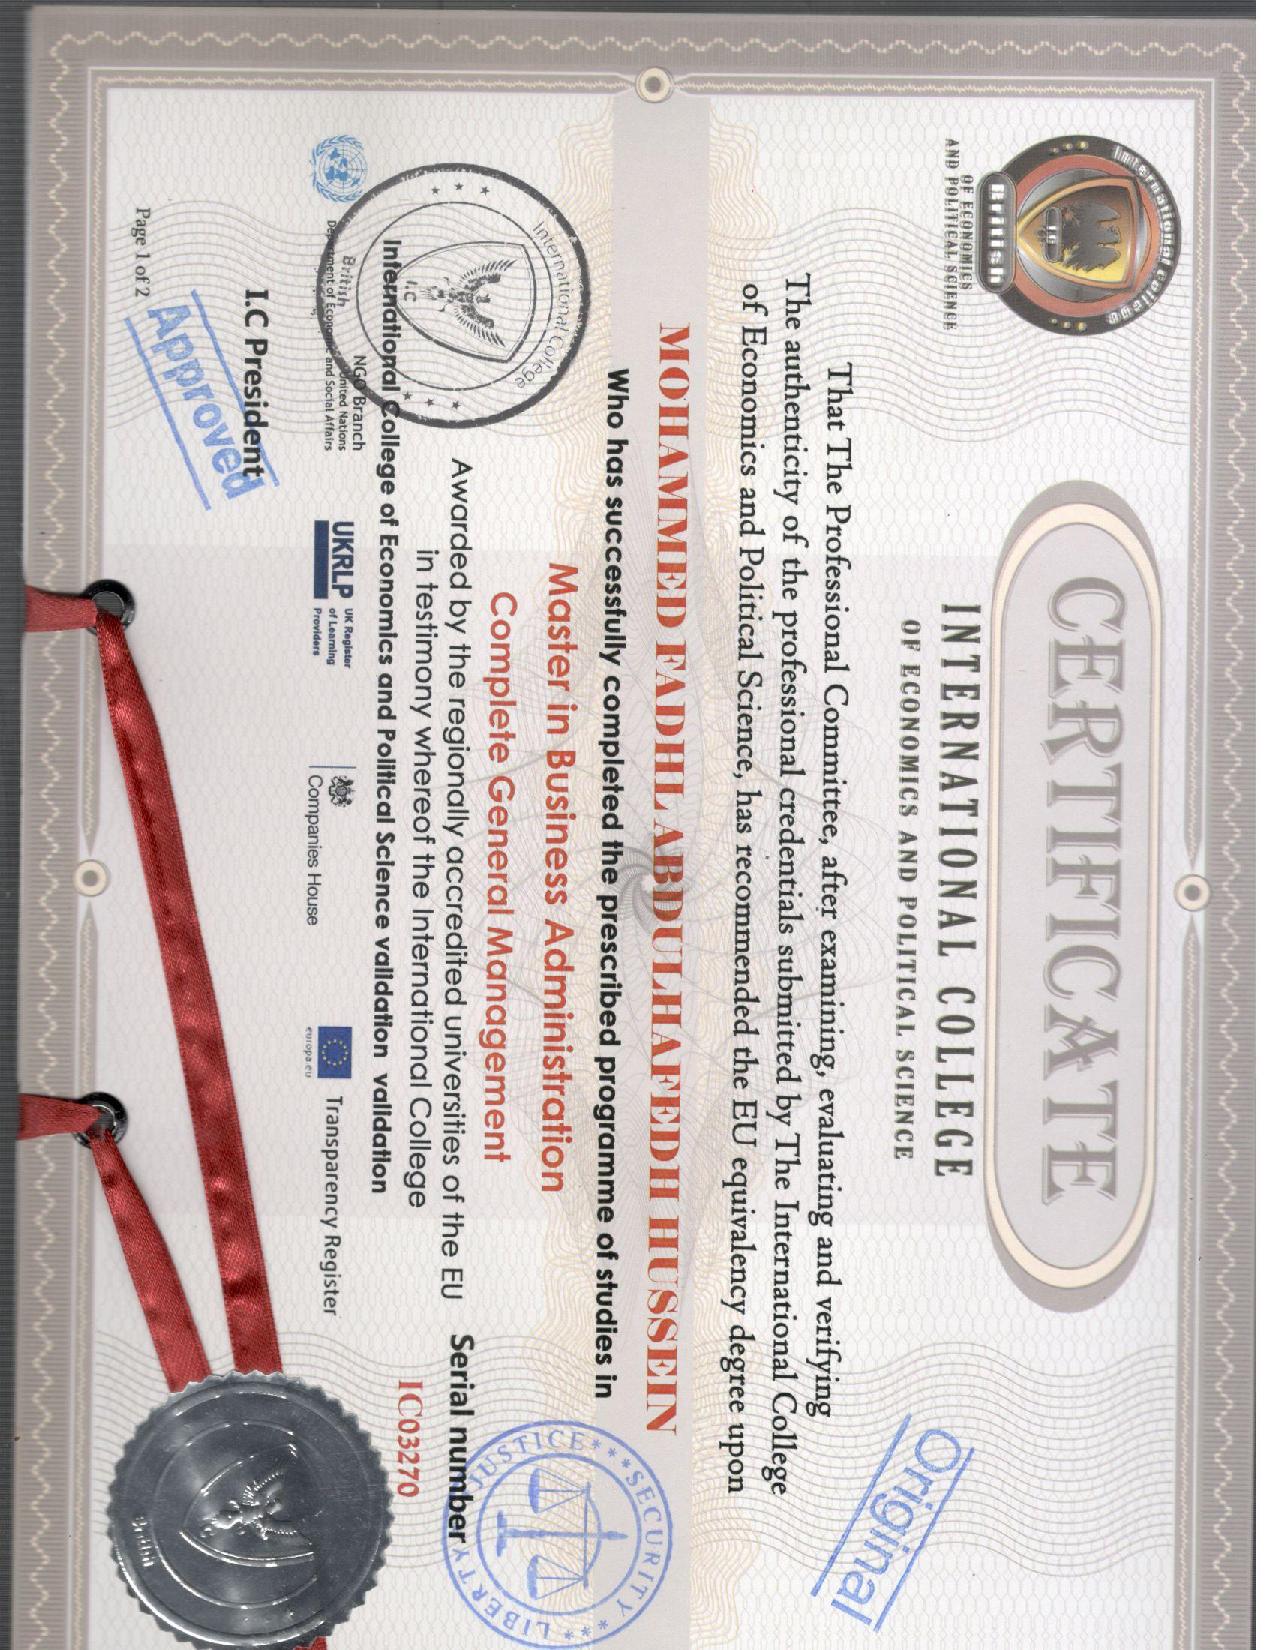 International College
I.C
British
OF ECONOMICS
AND POLITICAL SCIENCE
CERTIFICATE
INTERNATIONAL COLLEGE
OF ECONOMICS AND POLITICAL SCIENCE
Original
That The Professional Committee, after examining, evaluating and verifying
The authenticity of the professional credentials submitted by The International College
of Economics and Political Science, has recommended the EU equivalency degree upon
MOHAMMED FADHL ABDULHAFEDH HUSSEIN
Who has successfully completed the prescribed programme of studies in
Master in Business Administration
Complete General Management
Awarded by the regionally accredited universities of the EU
in testimony whereof the International College
International College of Economics and Political Science validation validation
SECURITY *** LIBERTY *** JUSTICE ***
Serial number
IC03270
International College
I.C
British
NGO Branch
United Nations
Department of Economic and Social Affairs
UKRLP
UK Register
of Learning
Providers
Companies House
europa.eu
Transparency Register
I.C President
Approved
Page 1 of 2
British